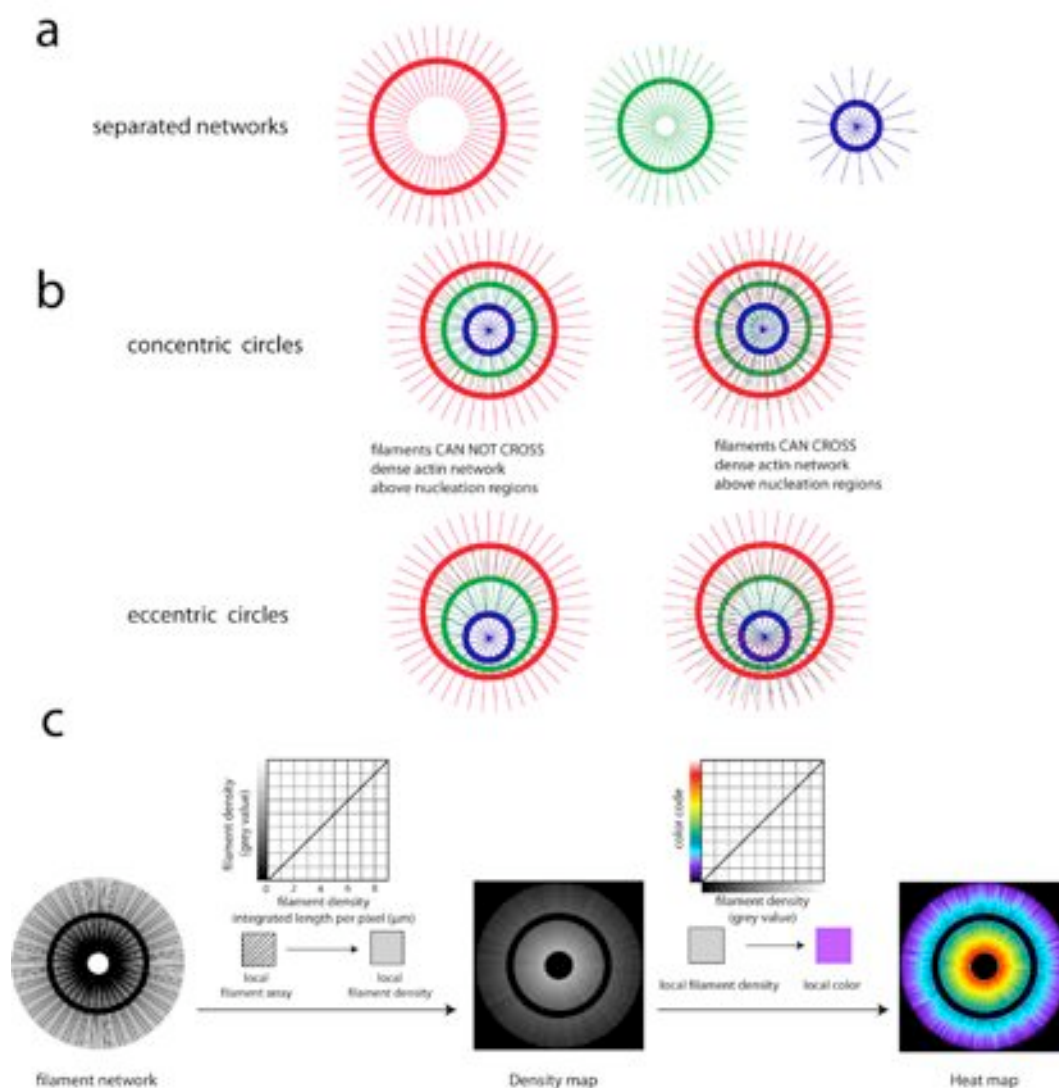 a
separated networks
b
concentric circles
filaments CAN NOT CROSS
dense actin network
above nucleation regions
filaments CAN CROSS
dense actin network
above nucleation regions
eccentric circles
c
filament density
(grey value)
0 2 4 6 8
filament density
integrated length per pixel (µm)
local
filament array
local
filament density
color code
filament density
(grey value)
local filament density
local color
filament network
Density map
Heat map